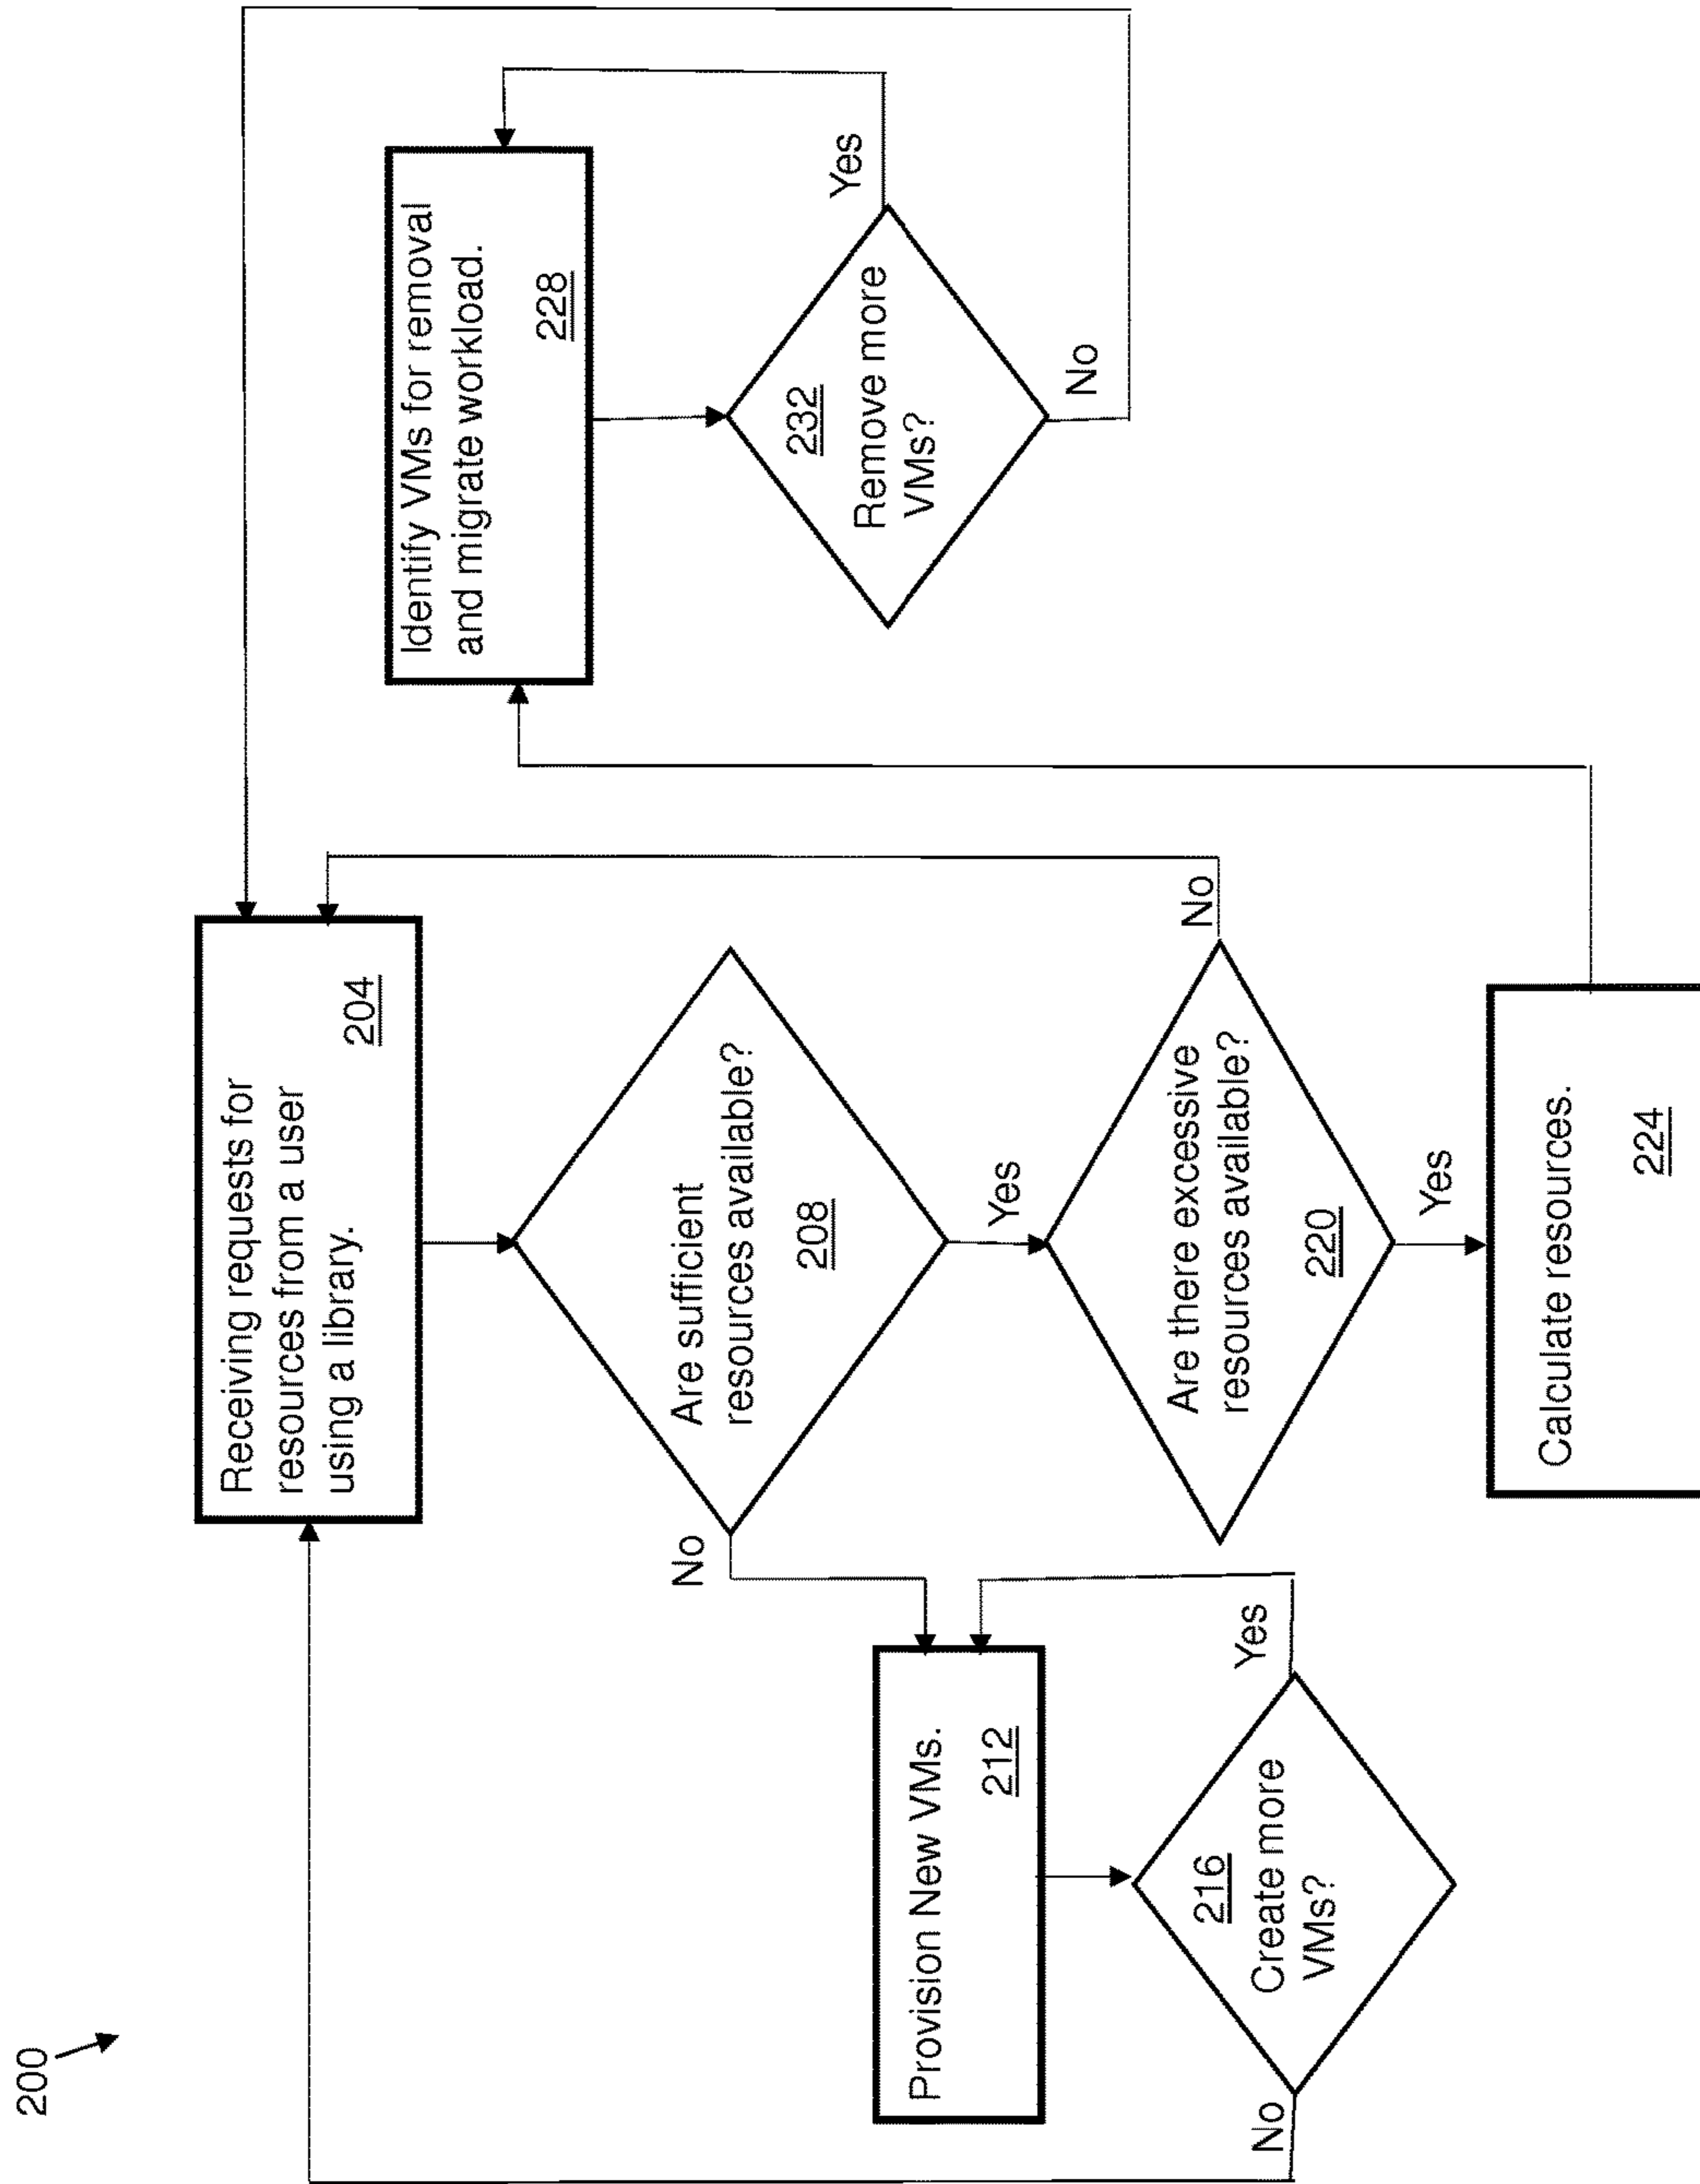 200
Receiving requests for
resources from a user
using a library.
204
Are sufficient
resources available?
208
No
Yes
Provision New VMs.
212
216
Create more
VMs?
Yes
No
Are there excessive
resources available?
220
No
Yes
Calculate resources.
224
Identify VMs for removal
and migrate workload.
228
232
Remove more
VMs?
Yes
No